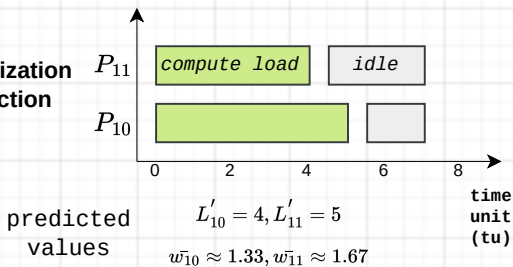 ization
ction
P₁₁
compute load
idle
P₁₀
0 2 4 6 8
time
unit
(tu)
predicted
values
L′₁₀ = 4, L′₁₁ = 5
w̄₁₀ ≈ 1.33, w̄₁₁ ≈ 1.67